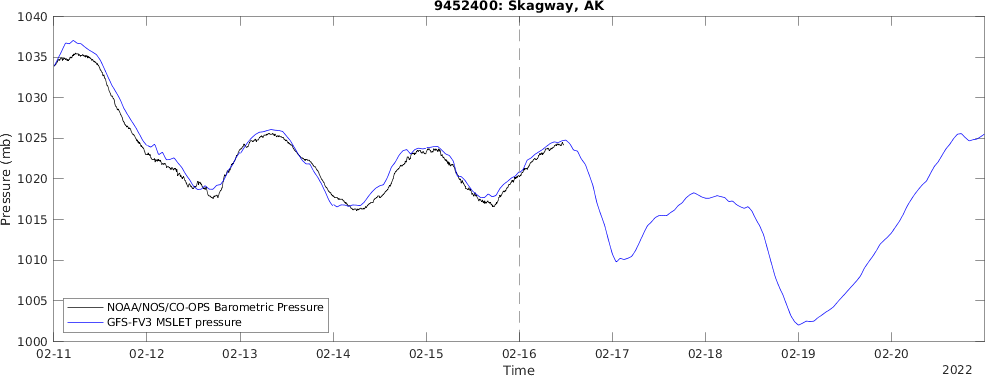 9452400: Skagway, AK
1040
1035
1030
1025
1020
1015
1010
1005
1000
Pressure (mb)
NOAA/NOS/CO-OPS Barometric Pressure
GFS-FV3 MSLET pressure
02-11 02-12 02-13 02-14 02-15 02-16 02-17 02-18 02-19 02-20
Time
2022